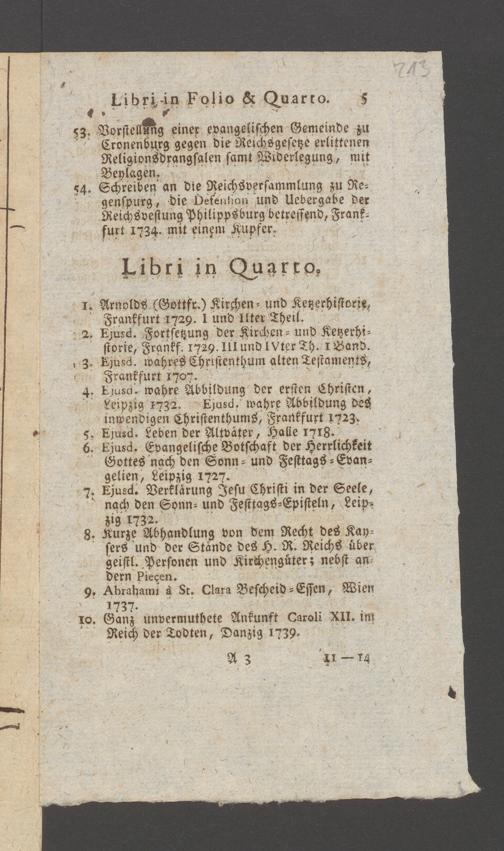 213
Libri in Folio & Quarto. 5
53. Vorstellung einer evangelischen Gemeinde zu
Cronenburg gegen die Reichsgesetze erlittenen
Religionsdrangsalen samt Widerlegung, mit
Beylagen.
54. Schreiben an die Reichsversammlung zu Re-
genspurg, die Detention und Uebergabe der
Reichsvestung Philippsburg betreffend, Frank-
furt 1734. mit einem Kupfer.
Libri in Quarto.
1. Arnolds (Gottfr.) Kirchen- und Ketzerhistorie,
Frankfurt 1729. I und IIter Theil.
2. Ejusd. Fortsetzung der Kirchen- und Ketzerhi-
storie, Frankf. 1729. III und IVter Th. 1 Band.
3. Ejusd. wahres Christenthum alten Testaments,
Frankfurt 1707.
4. Ejusd. wahre Abbildung der ersten Christen,
Leipzig 1732. Ejusd. wahre Abbildung des
inwendigen Christenthums, Frankfurt 1723.
5. Ejusd. Leben der Altväter, Halle 1718.
6. Ejusd. Evangelische Botschaft der Herrlichkeit
Gottes nach den Sonn- und Festtags-Evan-
gelien, Leipzig 1727.
7. Ejusd. Verklärung Jesu Christi in der Seele,
nach den Sonn- und Festtags-Episteln, Leip-
zig 1732.
8. Kurze Abhandlung von dem Recht des Kay-
sers und der Stände des H. R. Reichs über
geistl. Personen und Kirchengüter; nebst an-
dern Pieçen.
9. Abrahami à St. Clara Bescheid-Essen, Wien
1737.
10. Ganz unvermuthete Ankunft Caroli XII. im
Reich der Todten, Danzig 1739.
A 3 11—14